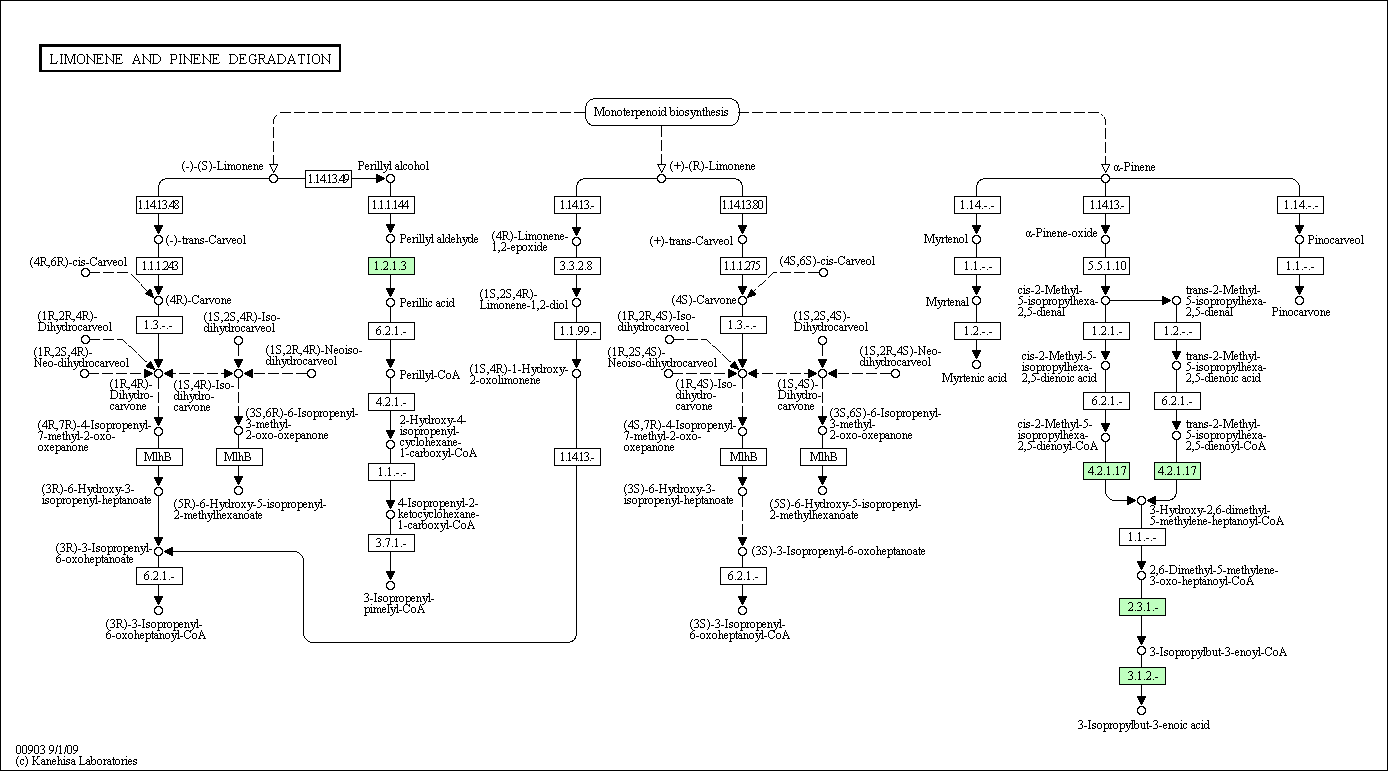 LIMONENE AND PINENE DEGRADATION
Monoterpenoid biosynthesis
(-)-(S)-Limonene
1.14.13.49
Perillyl alcohol
(+)-(R)-Limonene
α-Pinene
1.14.13.48
1.1.1.144
1.14.13.-
1.14.13.80
1.14.-.-
1.14.13.-
1.14.-.-
(-)-trans-Carveol
Perillyl aldehyde
(4R)-Limonene-
1,2-epoxide
(+)-trans-Carveol
Myrtenol
α-Pinene-oxide
Pinocarveol
(4R,6R)-cis-Carveol
1.1.1.243
1.2.1.3
3.3.2.8
1.1.1.275
(4S,6S)-cis-Carveol
1.1.-.-
5.5.1.10
1.1.-.-
(4R)-Carvone
Perillic acid
(1S,2S,4R)-
Limonene-1,2-diol
(4S)-Carvone
Myrtenal
cis-2-Methyl-
5-isopropylhexa-
2,5-dienal
trans-2-Methyl-
5-isopropylhexa-
2,5-dienal
Pinocarvone
(1R,2R,4R)-
Dihydrocarveol
1.3.-.-
(1S,2S,4R)-Iso-
dihydrocarveol
6.2.1.-
1.1.99.-
(1R,2R,4S)-Iso-
dihydrocarveol
1.3.-.-
(1S,2S,4S)-
Dihydrocarveol
1.2.-.-
1.2.1.-
1.2.-.-
(1R,2S,4R)-
Neo-dihydrocarveol
(1S,2R,4R)-Neoiso-
dihydrocarveol
(1R,2S,4S)-
Neoiso-dihydrocarveol
(1S,2R,4S)-Neo-
dihydrocarveol
(1R,4R)-
Dihydro-
carvone
(1S,4R)-Iso-
dihydro-
carvone
Perillyl-CoA
(1S,4R)-1-Hydroxy-
2-oxolimonene
(1R,4S)-Iso-
dihydro-
carvone
(1S,4S)-
Dihydro-
carvone
Myrtenic acid
cis-2-Methyl-5-
isopropylhexa-
2,5-dienoic acid
trans-2-Methyl-
5-isopropylhexa-
2,5-dienoic acid
4.2.1.-
6.2.1.-
6.2.1.-
(4R,7R)-4-Isopropenyl-
7-methyl-2-oxo-
oxepanone
(3S,6R)-6-Isopropenyl-
3-methyl-
2-oxo-oxepanone
2-Hydroxy-4-
isopropenyl-
cyclohexane-
1-carboxyl-CoA
(4S,7R)-4-Isopropenyl-
7-methyl-2-oxo-
oxepanone
(3S,6S)-6-Isopropenyl-
3-methyl-
2-oxo-oxepanone
cis-2-Methyl-5-
isopropylhexa-
2,5-dienoyl-CoA
trans-2-Methyl-
5-isopropylhexa-
2,5-dienoyl-CoA
MlhB
MlhB
1.1.-.-
1.14.13.-
MlhB
MlhB
4.2.1.17
4.2.1.17
(3R)-6-Hydroxy-3-
isopropenyl-heptanoate
(5R)-6-Hydroxy-5-isopropenyl-
2-methylhexanoate
4-Isopropenyl-2-
ketocyclohexane-
1-carboxyl-CoA
(3S)-6-Hydroxy-3-
isopropenyl-heptanoate
(5S)-6-Hydroxy-5-isopropenyl-
2-methylhexanoate
3-Hydroxy-2,6-dimethyl-
5-methylene-heptanoyl-CoA
3.7.1.-
1.1.-.-
(3R)-3-Isopropenyl-
6-oxoheptanoate
(3S)-3-Isopropenyl-6-oxoheptanoate
6.2.1.-
6.2.1.-
2,6-Dimethyl-5-methylene-
3-oxo-heptanoyl-CoA
3-Isopropenyl-
pimelyl-CoA
2.3.1.-
(3R)-3-Isopropenyl-
6-oxoheptanoyl-CoA
(3S)-3-Isopropenyl-
6-oxoheptanoyl-CoA
3-Isopropylbut-3-enoyl-CoA
3.1.2.-
3-Isopropylbut-3-enoic acid
00903 9/1/09
(c) Kanehisa Laboratories